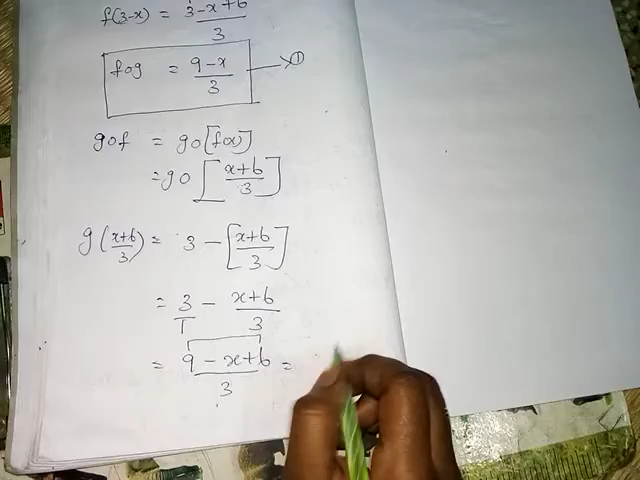 f(3-x) = 3-x+6/3
fog = 9-x/3 → ①
gof = go[f(x)]
= go[x+6/3]
g(x+6/3) = 3 - [x+6/3]
= 3/1 - x+6/3
= 9-x+6/3 =